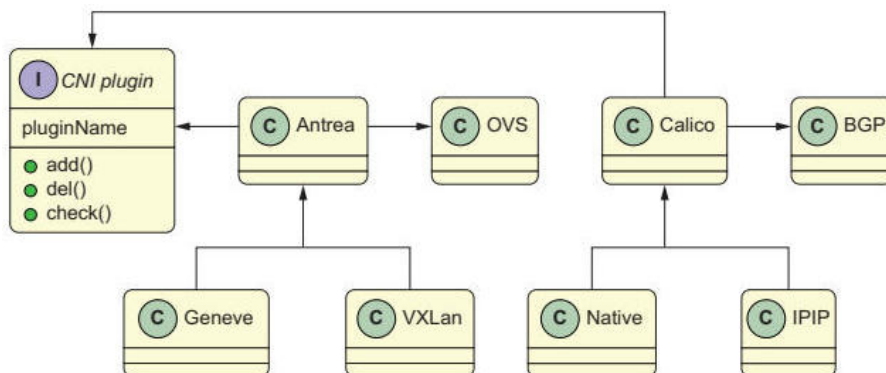 I CNI plugin
pluginName
add()
del()
check()
C Antrea
C OVS
C Calico
C BGP
C Geneve
C VXLan
C Native
C IPIP